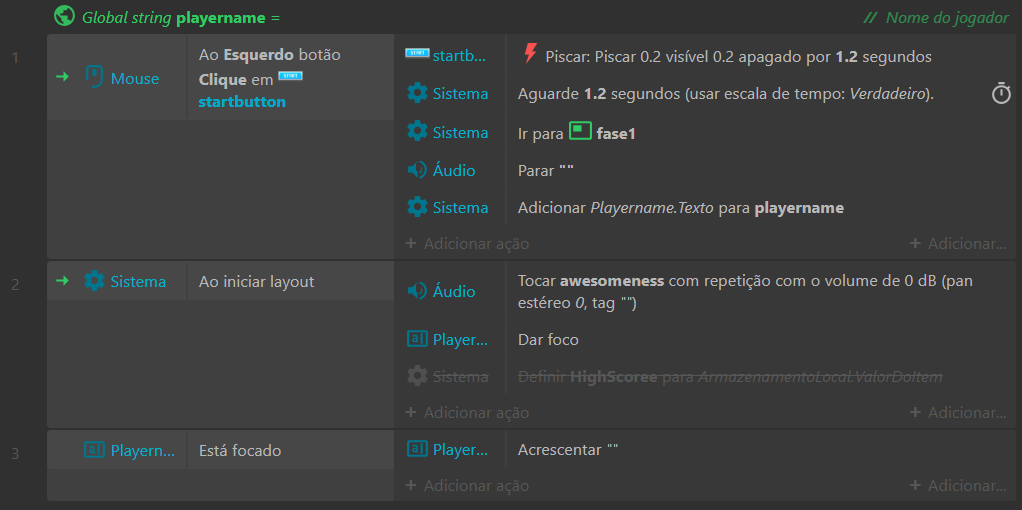 Global string playername = // Nome do jogador
1
Mouse
Ao Esquerdo botão
Clique em START
startbutton
START startb... Piscar: Piscar 0.2 visível 0.2 apagado por 1.2 segundos
Sistema Aguarde 1.2 segundos (usar escala de tempo: Verdadeiro).
Sistema Ir para fase1
Áudio Parar ""
Sistema Adicionar Playername.Texto para playername
+ Adicionar ação + Adicionar...
2
Sistema Ao iniciar layout
Áudio Tocar awesomeness com repetição com o volume de 0 dB (pan
estéreo 0, tag "")
Player... Dar foco
Sistema Definir HighScoree para ArmazenamentoLocal.ValorDoItem
+ Adicionar ação + Adicionar...
3
Playern... Está focado
Player... Acrescentar ""
+ Adicionar ação + Adicionar...